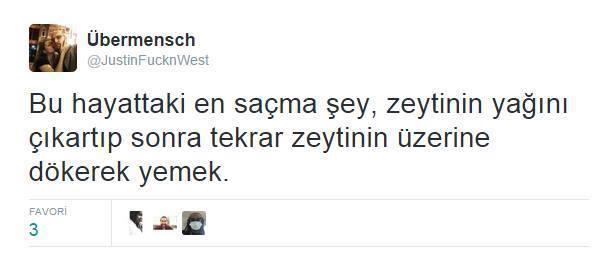 Übermensch
@JustinFucknWest
Bu hayattaki en saçma şey, zeytinin yağını
çıkartıp sonra tekrar zeytinin üzerine
dökerek yemek.
FAVORİ
3